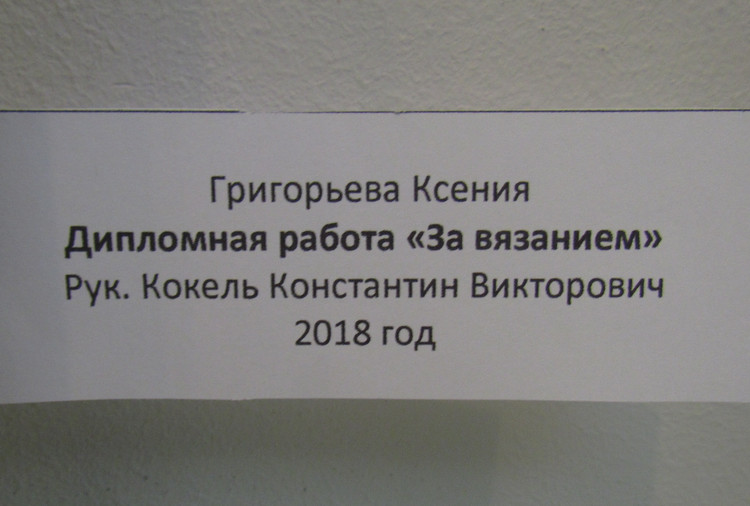 Григорьева Ксения
Дипломная работа «За вязанием»
Рук. Кокель Константин Викторович
2018 год